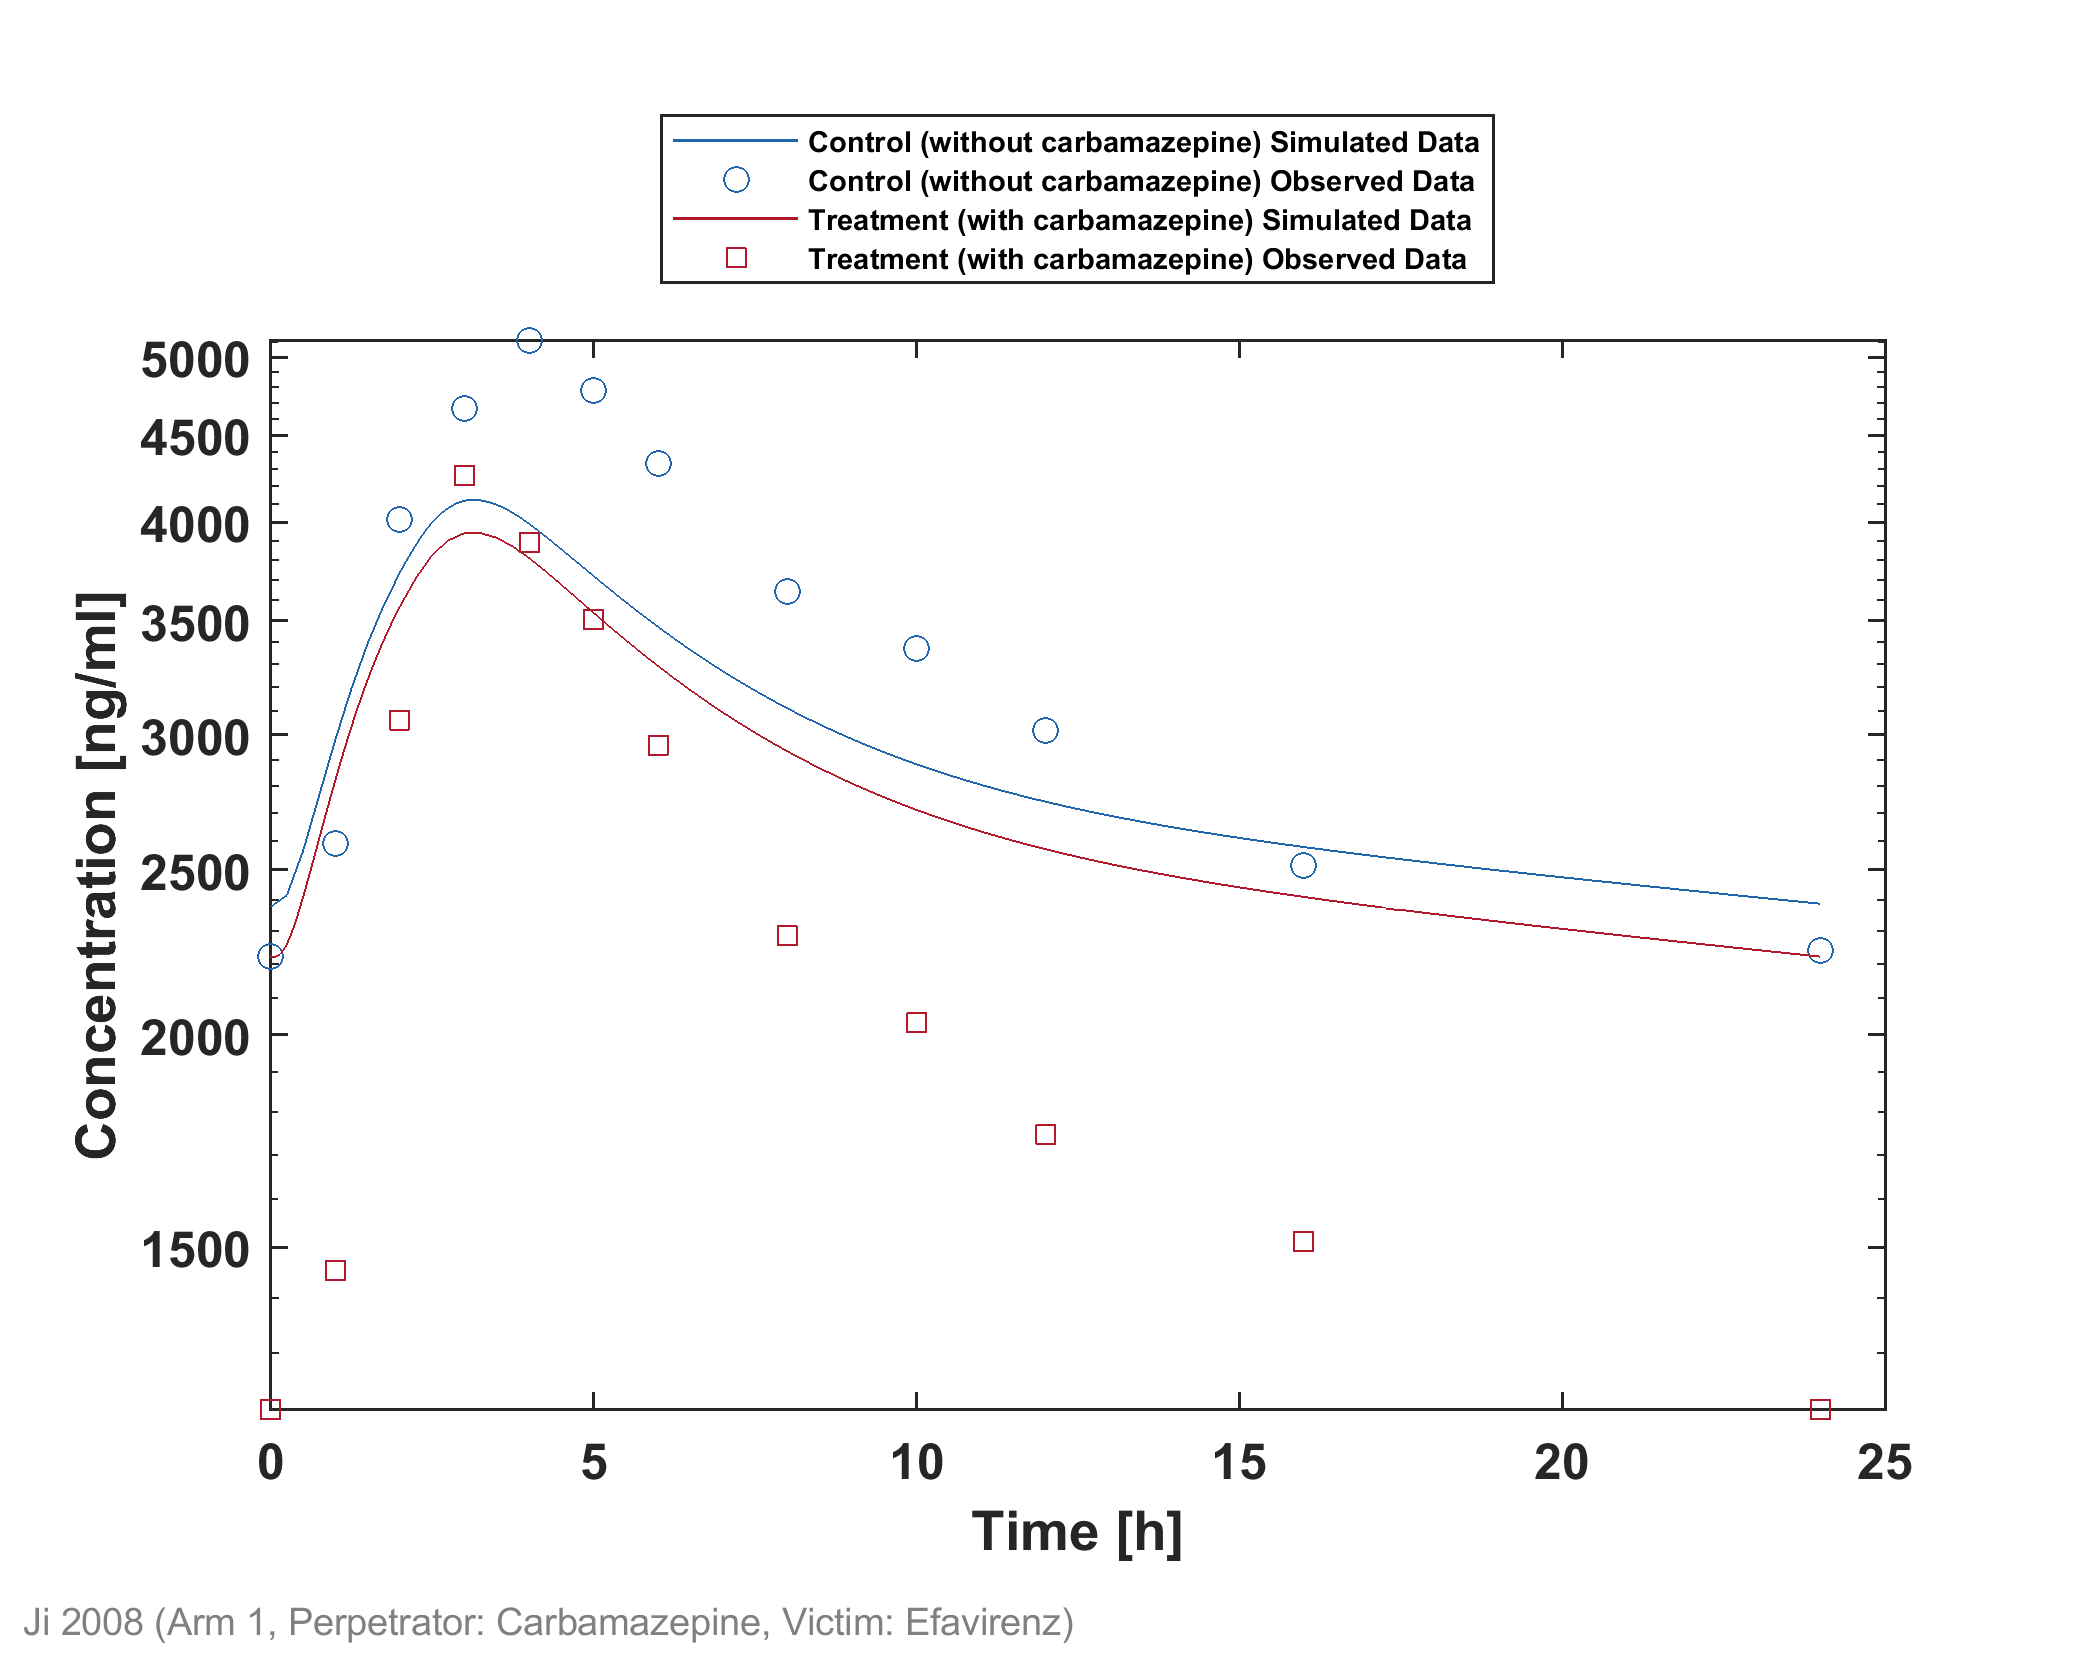 Control (without carbamazepine) Simulated Data
Control (without carbamazepine) Observed Data
Treatment (with carbamazepine) Simulated Data
Treatment (with carbamazepine) Observed Data
5000
4500
4000
3500
3000
2500
2000
1500
Concentration [ng/ml]
0 5 10 15 20 25
Time [h]
Ji 2008 (Arm 1, Perpetrator: Carbamazepine, Victim: Efavirenz)